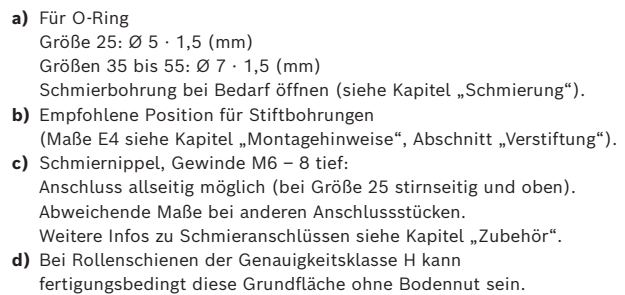 a) Für O-Ring
Größe 25: Ø 5 · 1,5 (mm)
Größen 35 bis 55: Ø 7 · 1,5 (mm)
Schmierbohrung bei Bedarf öffnen (siehe Kapitel „Schmierung“).
b) Empfohlene Position für Stiftbohrungen
(Maße E4 siehe Kapitel „Montagehinweise“, Abschnitt „Verstiftung“).
c) Schmiernippel, Gewinde M6 – 8 tief:
Anschluss allseitig möglich (bei Größe 25 stirnseitig und oben).
Abweichende Maße bei anderen Anschlussstücken.
Weitere Infos zu Schmieranschlüssen siehe Kapitel „Zubehör“.
d) Bei Rollenschienen der Genauigkeitsklasse H kann
fertigungsbedingt diese Grundfläche ohne Bodennut sein.